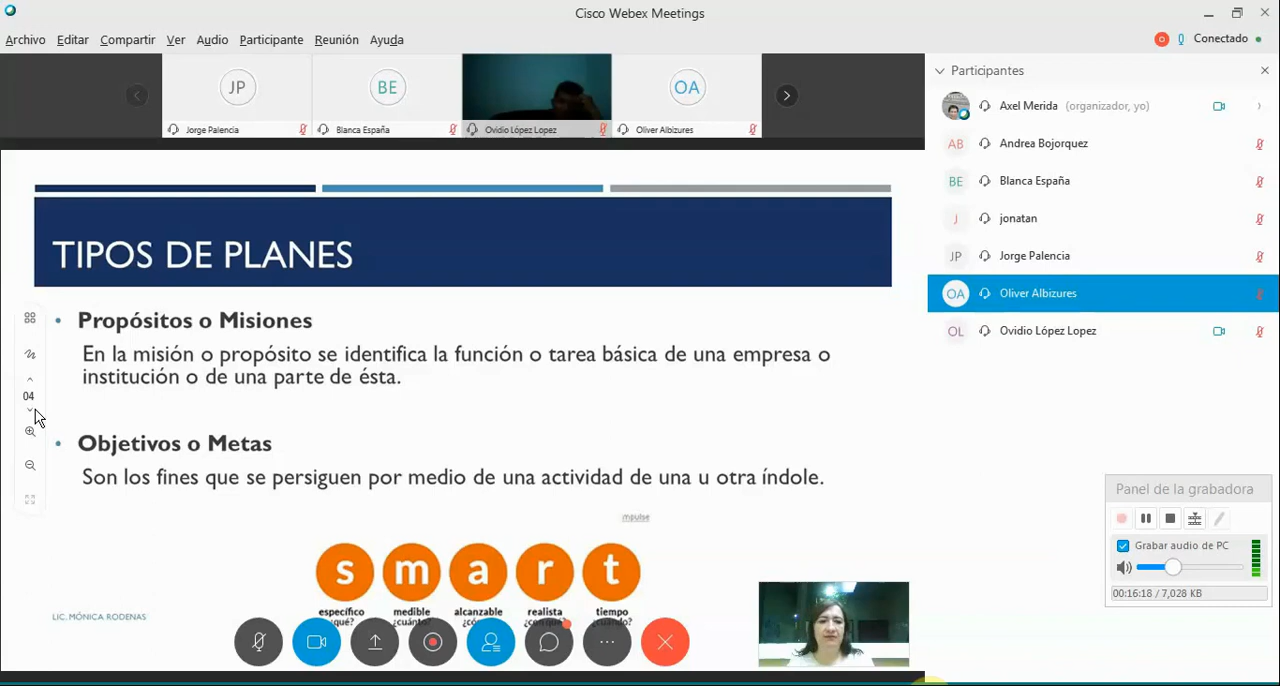 Cisco Webex Meetings
Archivo Editar Compartir Ver Audio Participante Reunión Ayuda
Conectado
JP
Jorge Palencia
BE
Blanca España
Ovidio López Lopez
OA
Oliver Albizures
Participantes
Axel Merida (organizador, yo)
AB Andrea Bojorquez
BE Blanca España
J jonatan
JP Jorge Palencia
OA Oliver Albizures
OL Ovidio López Lopez
TIPOS DE PLANES
• Propósitos o Misiones
En la misión o propósito se identifica la función o tarea básica de una empresa o
institución o de una parte de ésta.
04
• Objetivos o Metas
Son los fines que se persiguen por medio de una actividad de una u otra índole.
mpulse
s m a r t
específico medible alcanzable realista tiempo
LIC. MÓNICA RODENAS
Panel de la grabadora
Grabar audio de PC
00:16:18 / 7,028 KB